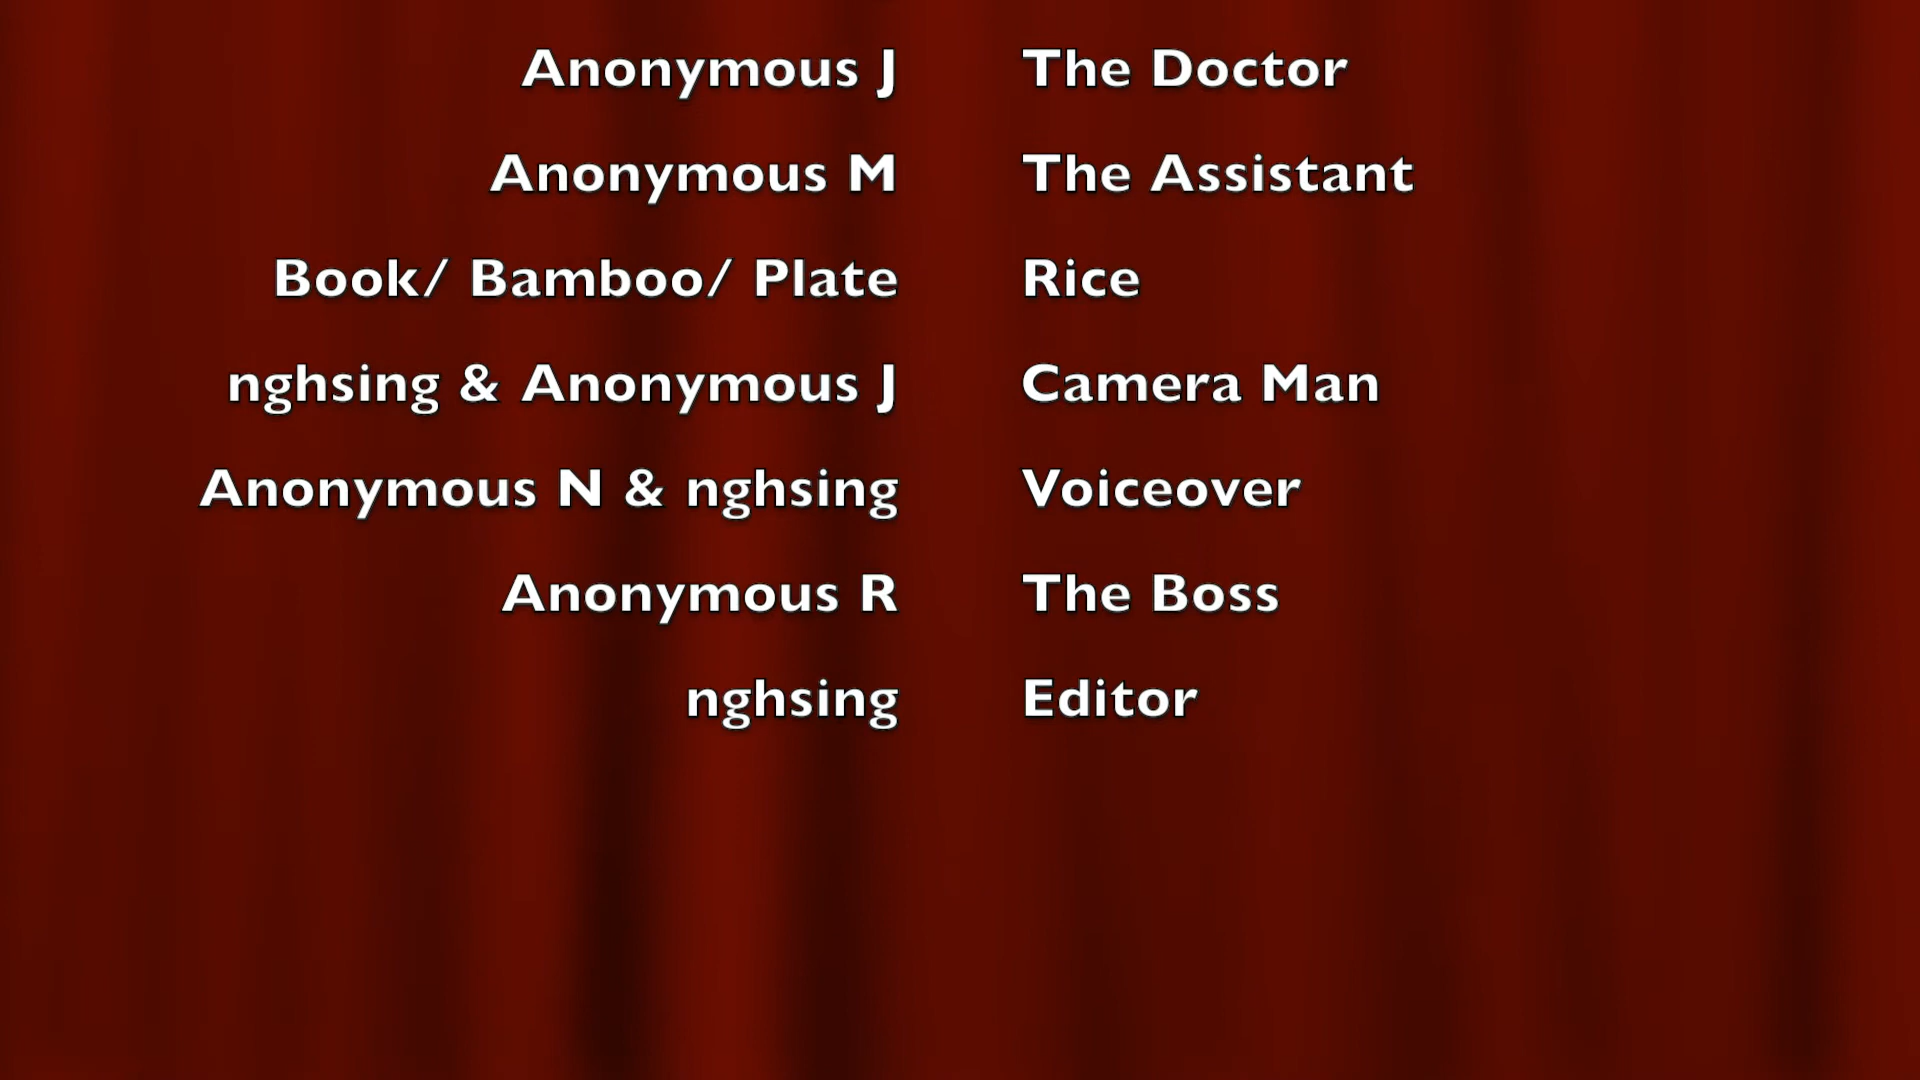 Anonymous J The Doctor
Anonymous M The Assistant
Book/ Bamboo/ Plate Rice
nghsing & Anonymous J Camera Man
Anonymous N & nghsing Voiceover
Anonymous R The Boss
nghsing Editor